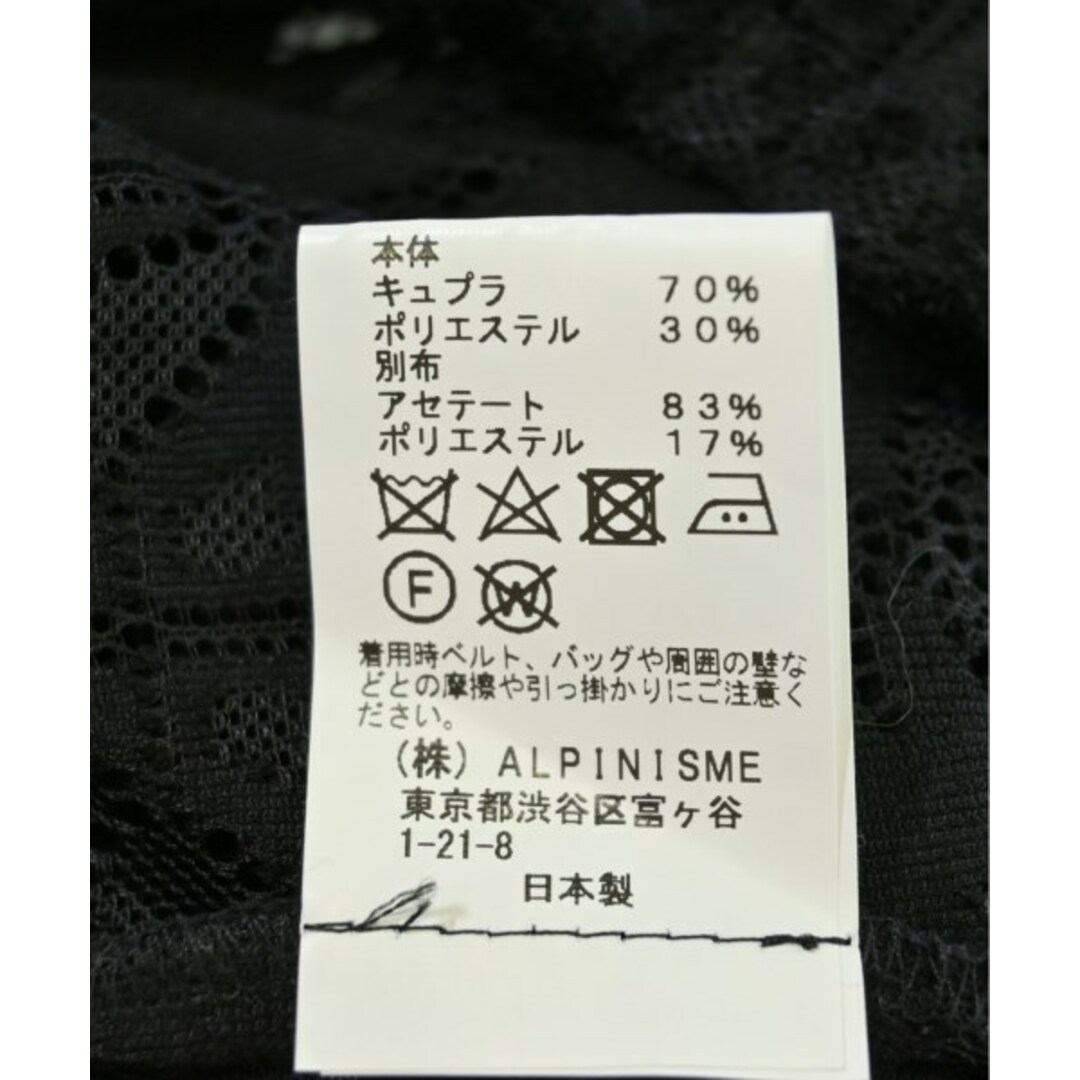 本体
キュプラ ７０％
ポリエステル ３０％
別布
アセテート ８３％
ポリエステル １７％
F
W
着用時ベルト、バッグや周囲の壁な
どとの摩擦や引っ掛かりにご注意く
ださい。
（株）ＡＬＰＩＮＩＳＭＥ
東京都渋谷区富ヶ谷
1-21-8
日本製